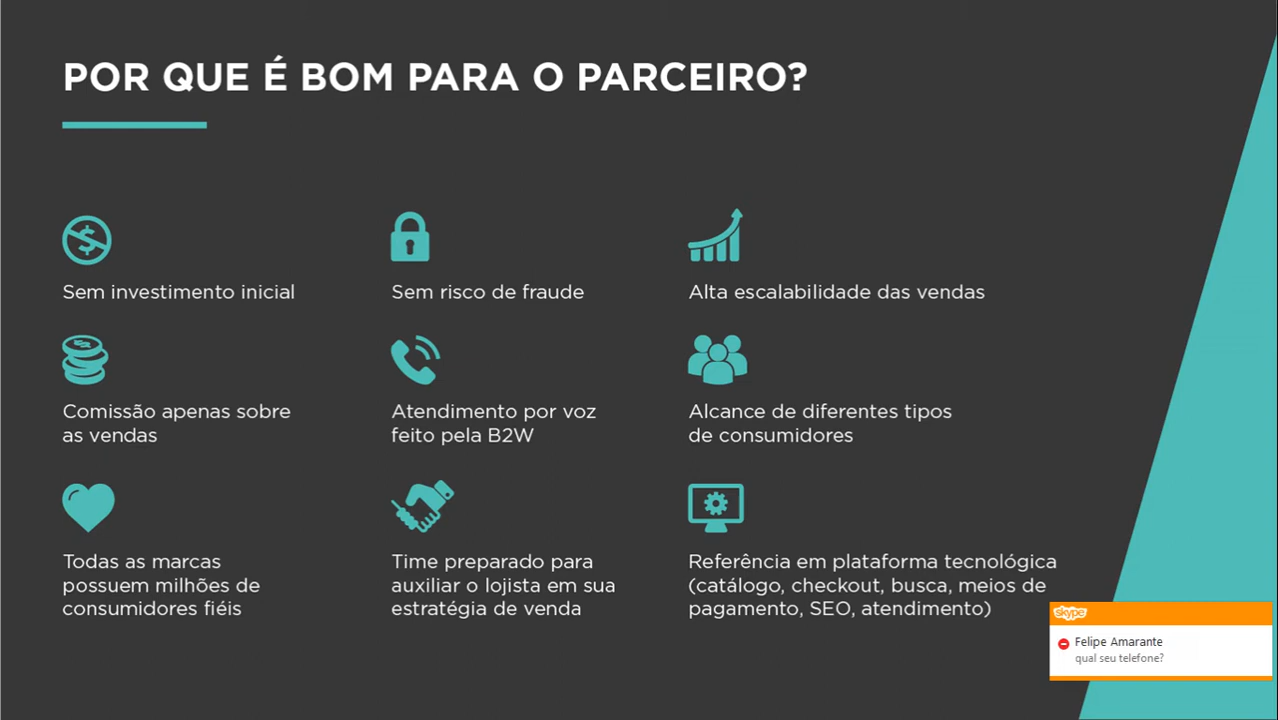 POR QUE É BOM PARA O PARCEIRO?
Sem investimento inicial
Sem risco de fraude
Alta escalabilidade das vendas
Comissão apenas sobre
as vendas
Atendimento por voz
feito pela B2W
Alcance de diferentes tipos
de consumidores
Todas as marcas
possuem milhões de
consumidores fiéis
Time preparado para
auxiliar o lojista em sua
estratégia de venda
Referência em plataforma tecnológica
(catálogo, checkout, busca, meios de
pagamento, SEO, atendimento)
skype
Felipe Amarante
qual seu telefone?